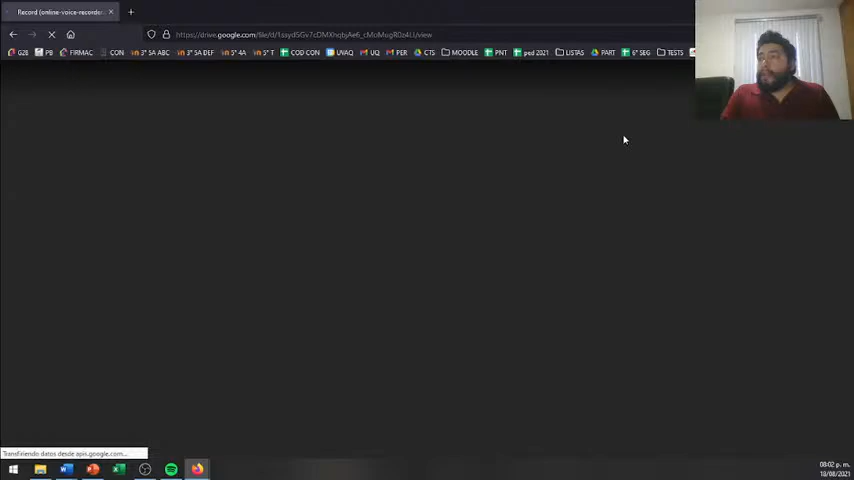 Record (online-voice-recorder.
https://drive.google.com/file/d/1sayd5Gv7cDMXhqbjAe6_cMoMxgR0z4LI/view
G28 PB FIRMAC CON 3° 5A ABC 3° 5A DEF 5° 4A 5° T COD CON UVAQ UQ PER CTS MOODLE PNT ped 2021 LISTAS PART 6° SEG TESTS
Transfiriendo datos desde apis.google.com...
08:02 p. m.
18/08/2021